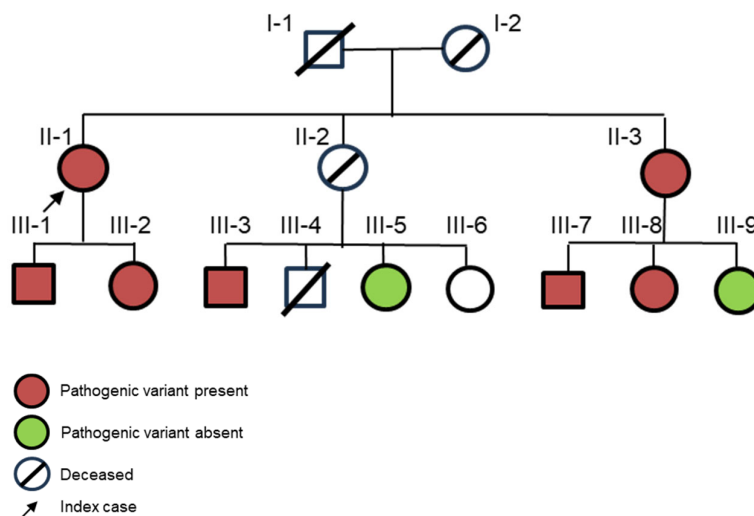 I-1 I-2
II-1 II-2 II-3
III-1 III-2 III-3 III-4 III-5 III-6 III-7 III-8 III-9
Pathogenic variant present
Pathogenic variant absent
Deceased
Index case